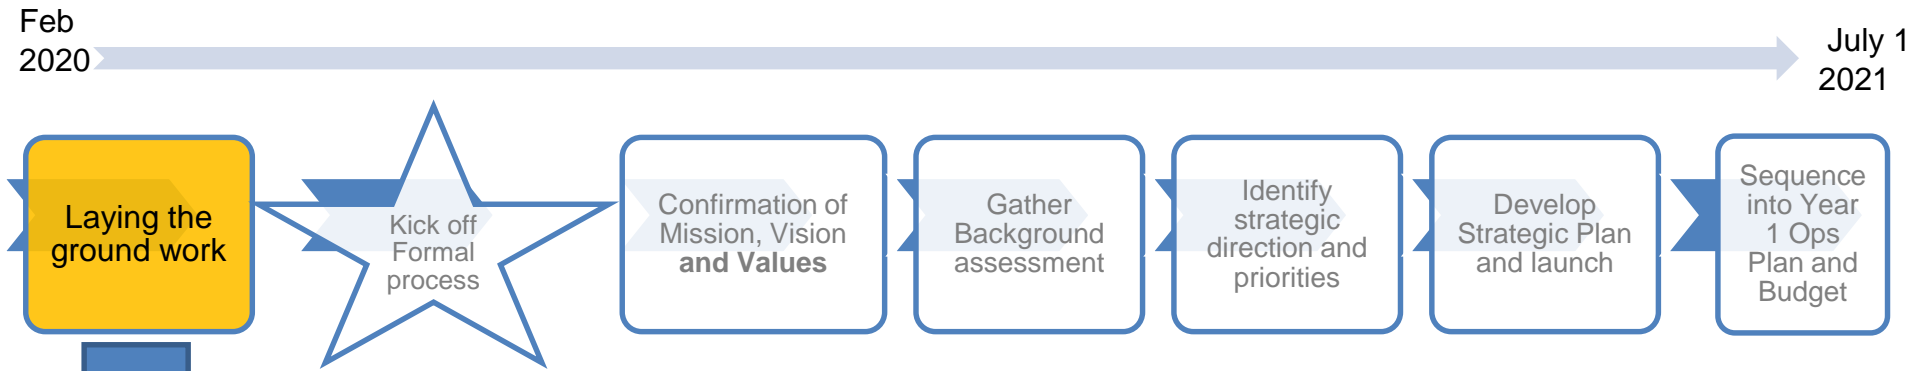 Feb
2020
July 1
2021
Laying the
ground work
Kick off
Formal
process
Confirmation of
Mission, Vision
and Values
Gather
Background
assessment
Identify
strategic
direction and
priorities
Develop
Strategic Plan
and launch
Sequence
into Year
1 Ops
Plan and
Budget